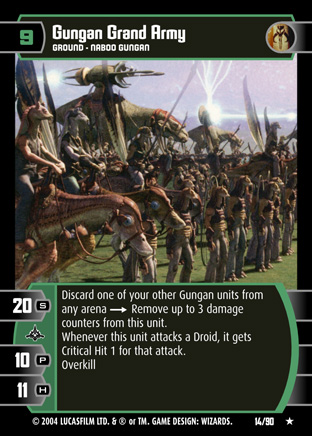 9 Gungan Grand Army
GROUND • NABOO GUNGAN
20 S
10 P
11 H
Discard one of your other Gungan units from
any arena → Remove up to 3 damage
counters from this unit.
Whenever this unit attacks a Droid, it gets
Critical Hit 1 for that attack.
Overkill
© 2004 LUCASFILM LTD. & ® or TM. GAME DESIGN: WIZARDS. 14/90 ★